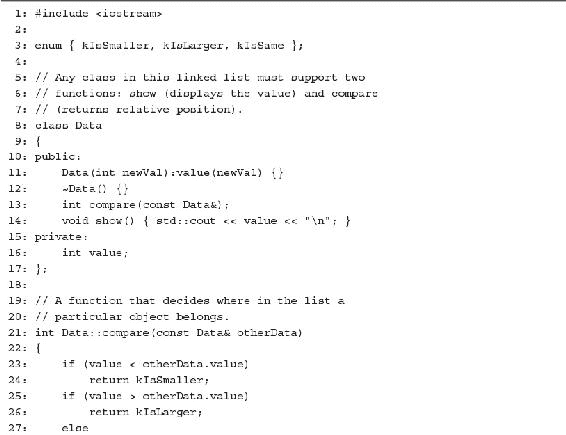 1: #include <iostream>
2:
3: enum { kIsSmaller, kIsLarger, kIsSame };
4:
5: // Any class in this linked list must support two
6: // functions: show (displays the value) and compare
7: // (returns relative position).
8: class Data
9: {
10: public:
11:     Data(int newVal):value(newVal) {}
12:     ~Data() {}
13:     int compare(const Data&);
14:     void show() { std::cout << value << "\n"; }
15: private:
16:     int value;
17: };
18:
19: // A function that decides where in the list a
20: // particular object belongs.
21: int Data::compare(const Data& otherData)
22: {
23:     if (value < otherData.value)
24:         return kIsSmaller;
25:     if (value > otherData.value)
26:         return kIsLarger;
27:     else